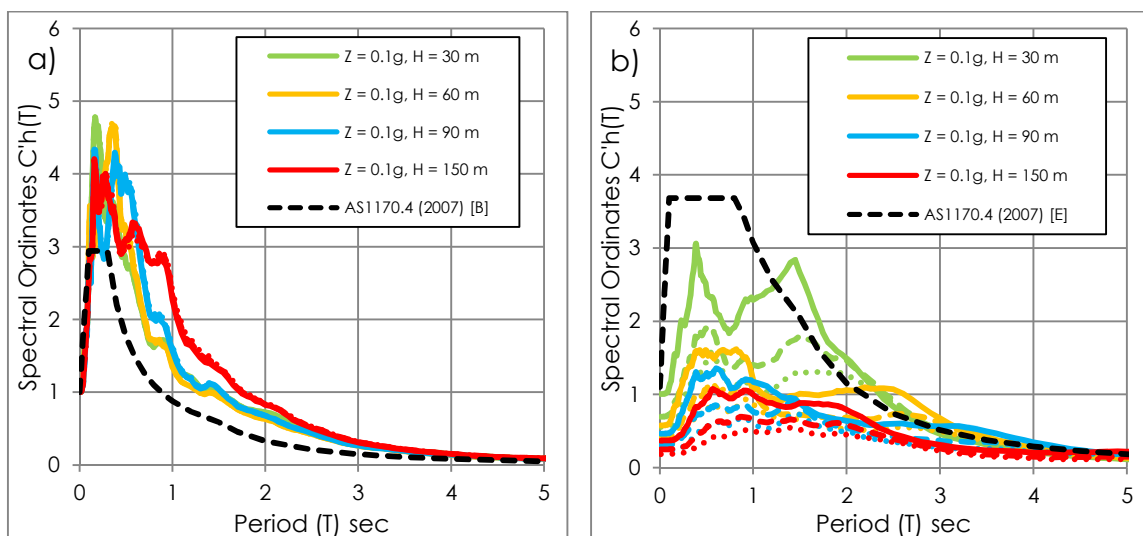 a)
Spectral Ordinates C'h(T)
6
5
4
3
2
1
0
0 1 2 3 4 5
Period (T) sec
Z = 0.1g, H = 30 m
Z = 0.1g, H = 60 m
Z = 0.1g, H = 90 m
Z = 0.1g, H = 150 m
AS1170.4 (2007) [B]
b)
Spectral Ordinates C'h(T)
6
5
4
3
2
1
0
0 1 2 3 4 5
Period (T) sec
Z = 0.1g, H = 30 m
Z = 0.1g, H = 60 m
Z = 0.1g, H = 90 m
Z = 0.1g, H = 150 m
AS1170.4 (2007) [E]